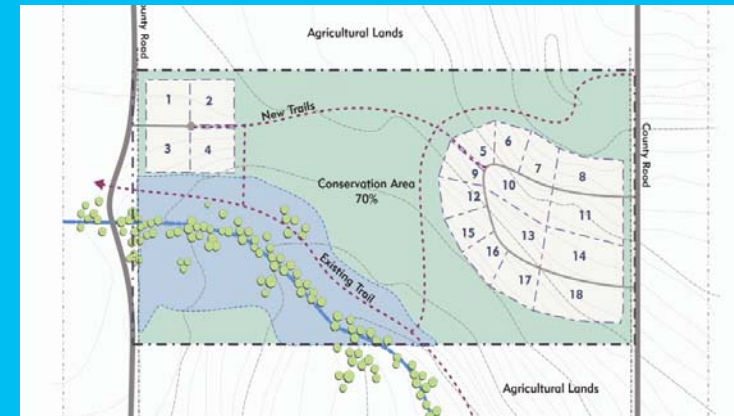 ounty Road
Agricultural Lands
1
2
New Trails
3
4
County Road
5
6
7
8
9
10
Conservation Area
70%
12
11
15
13
16
14
Existing Trail
17
18
Agricultural Lands